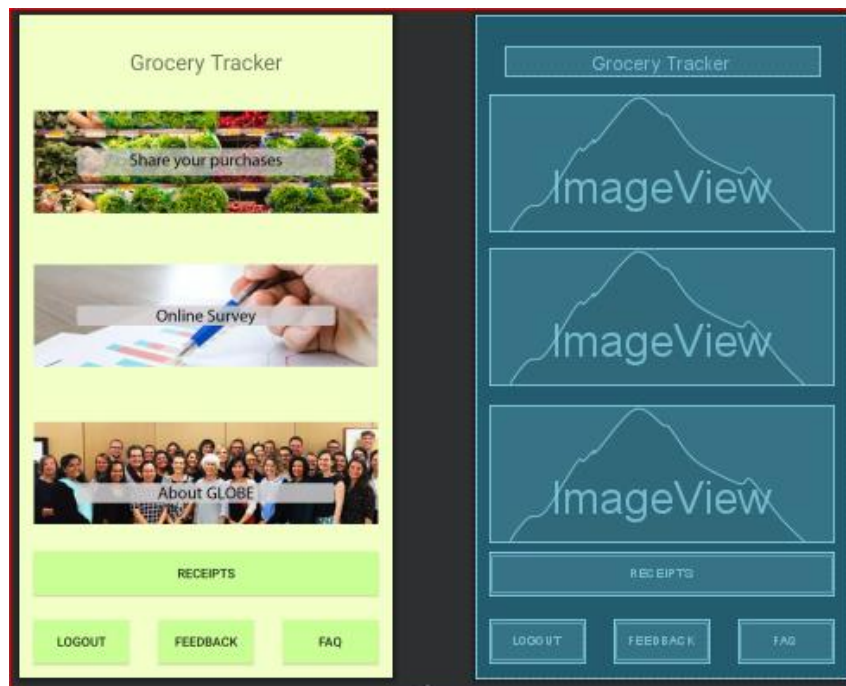 Grocery Tracker
Share your purchases
Online Survey
About GLOBE
RECEIPTS
LOGOUT FEEDBACK FAQ
Grocery Tracker
ImageView
ImageView
ImageView
RECEIPTS
LOGOUT FEEDBACK FAQ